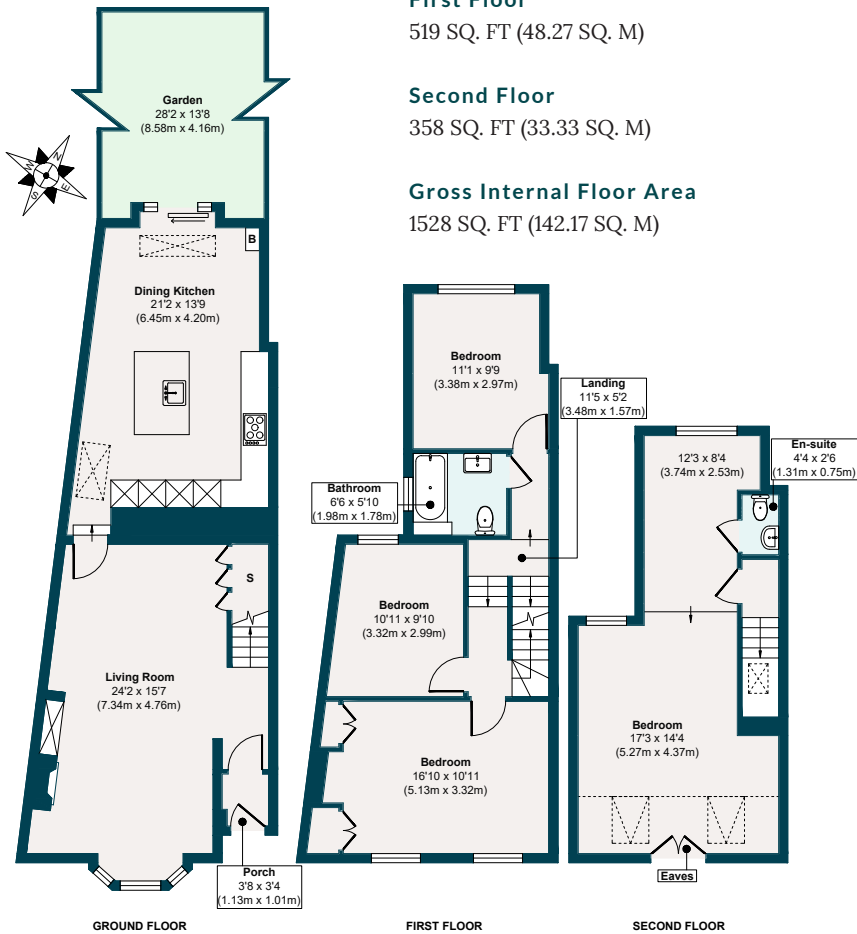 First Floor
519 SQ. FT (48.27 SQ. M)
Second Floor
358 SQ. FT (33.33 SQ. M)
Gross Internal Floor Area
1528 SQ. FT (142.17 SQ. M)
Garden
28'2 x 13'8
(8.58m x 4.16m)
N
W
E
S
B
Dining Kitchen
21'2 x 13'9
(6.45m x 4.20m)
S
Living Room
24'2 x 15'7
(7.34m x 4.76m)
Porch
3'8 x 3'4
(1.13m x 1.01m)
GROUND FLOOR
Bedroom
11'1 x 9'9
(3.38m x 2.97m)
Landing
11'5 x 5'2
(3.48m x 1.57m)
Bathroom
6'6 x 5'10
(1.98m x 1.78m)
Bedroom
10'11 x 9'10
(3.32m x 2.99m)
Bedroom
16'10 x 10'11
(5.13m x 3.32m)
FIRST FLOOR
12'3 x 8'4
(3.74m x 2.53m)
En-suite
4'4 x 2'6
(1.31m x 0.75m)
Bedroom
17'3 x 14'4
(5.27m x 4.37m)
Eaves
SECOND FLOOR